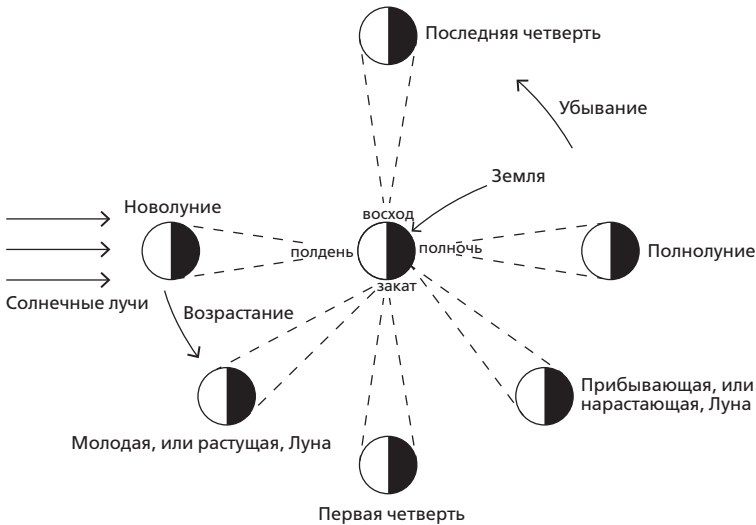 Последняя четверть
Убывание
Земля
Новолуние
восход
полдень
полночь
Полнолуние
закат
Солнечные лучи
Возрастание
Прибывающая, или
нарастающая, Луна
Молодая, или растущая, Луна
Первая четверть